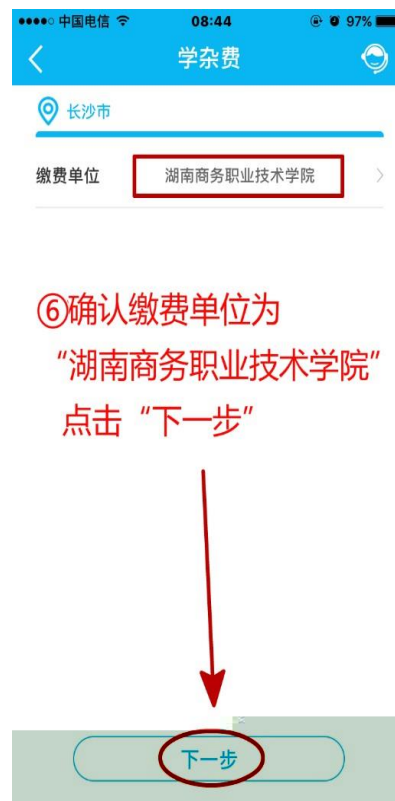 中国电信 08:44 97%
学杂费
长沙市
缴费单位 湖南商务职业技术学院
⑥确认缴费单位为
“湖南商务职业技术学院”
点击“下一步”
下一步